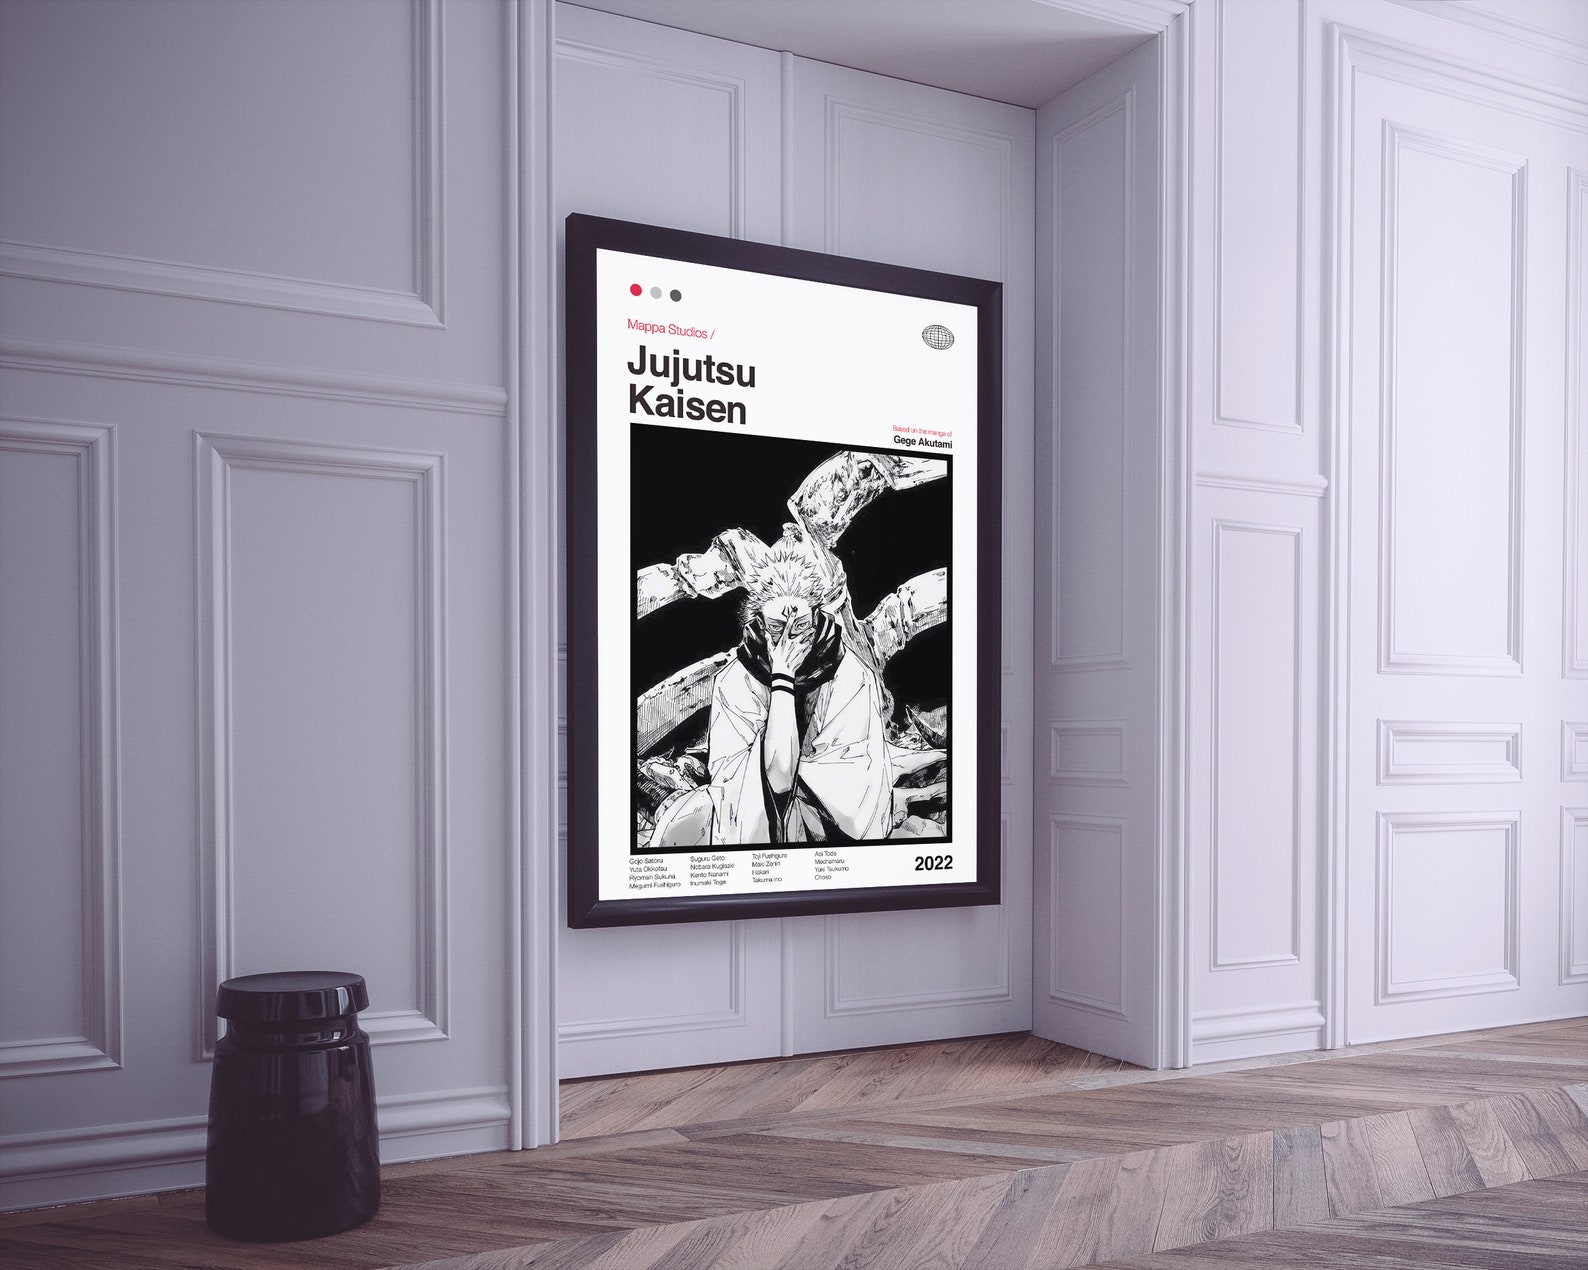 Mappa Studios /
Jujutsu
Kaisen
Based on the manga of
Gege Akutami
Gojo Satoru
Yuta Okkotsu
Ryomen Sukuna
Megumi Fushiguro
Suguru Geto
Nobara Kugisaki
Kento Nanami
Inumaki Toge
Toji Fushiguro
Maki Zenin
Hakari
Takuma Ino
Aoi Todo
Mechamaru
Yuki Tsukumo
Choso
2022